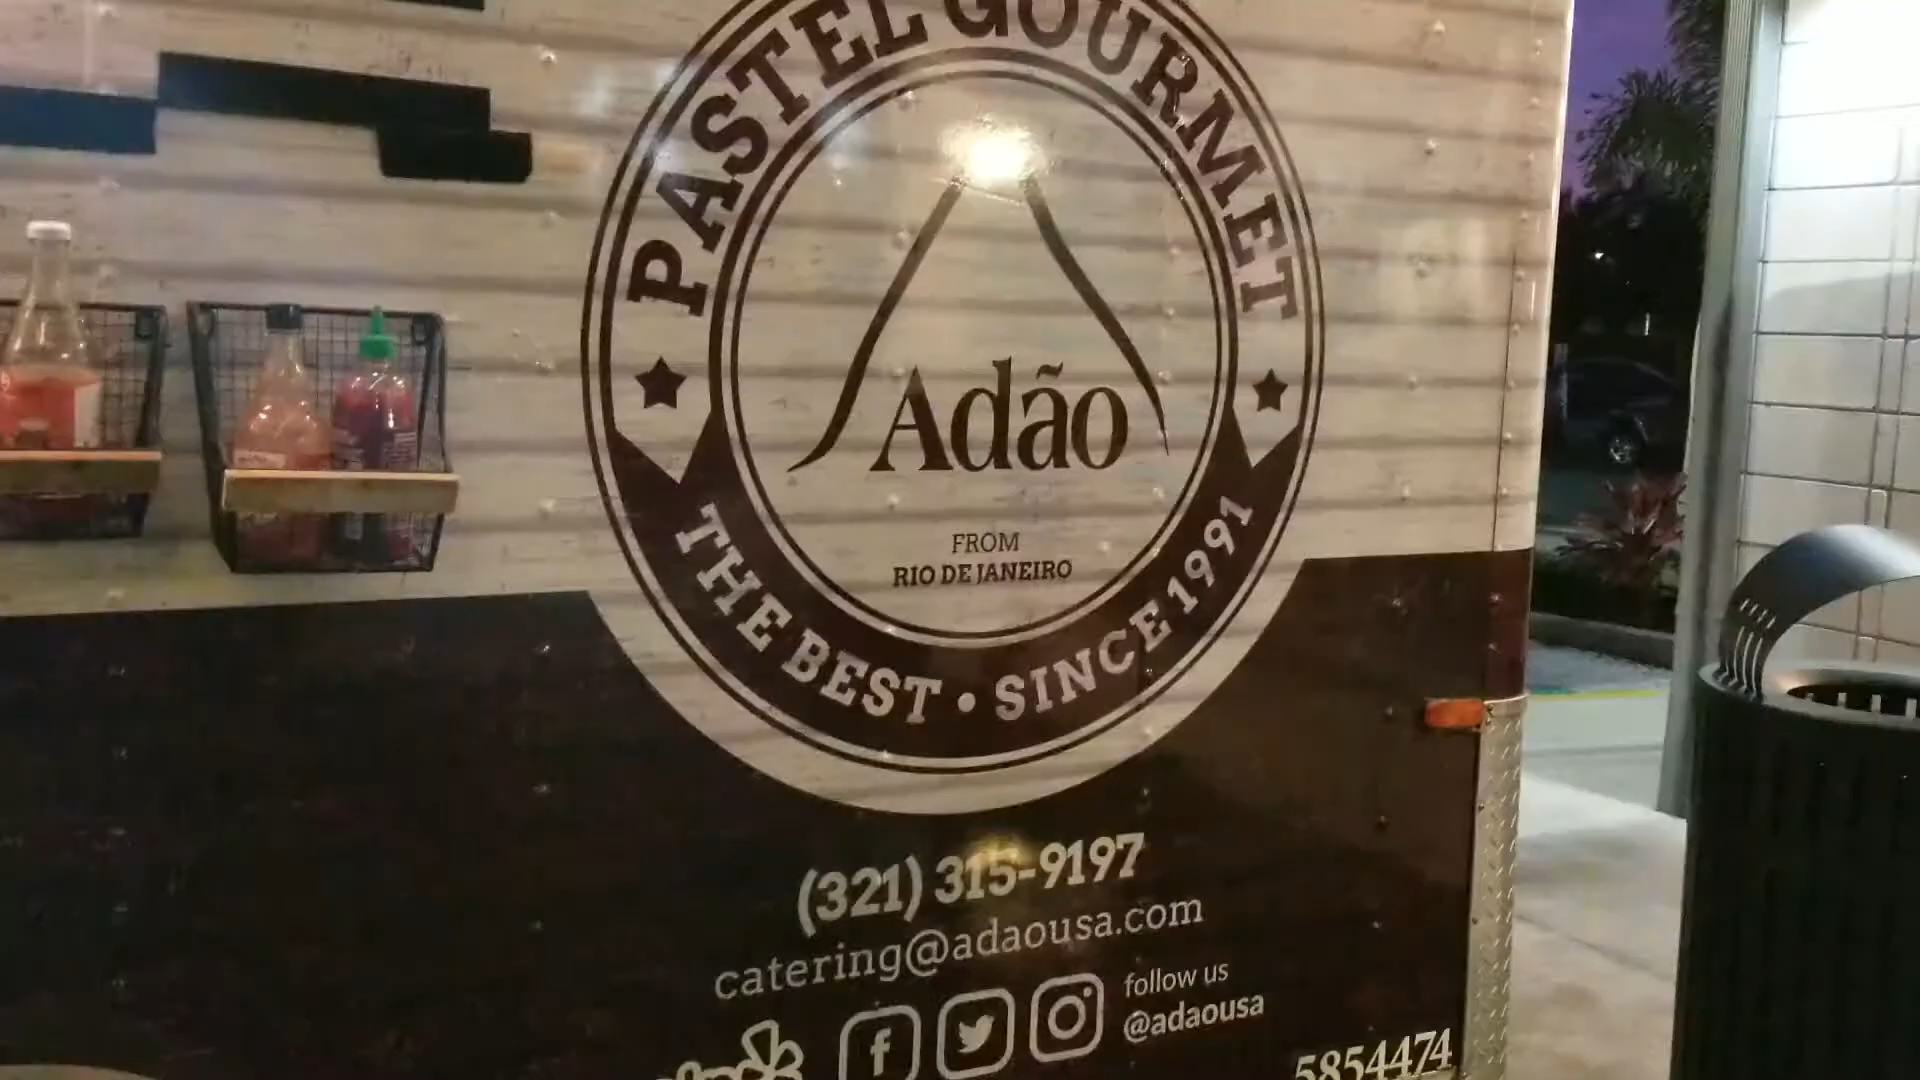 PASTEL GOURMET
Adão
FROM
RIO DE JANEIRO
THE BEST • SINCE 1991
(321) 315-9197
catering@adaousa.com
follow us
@adaousa
5854474